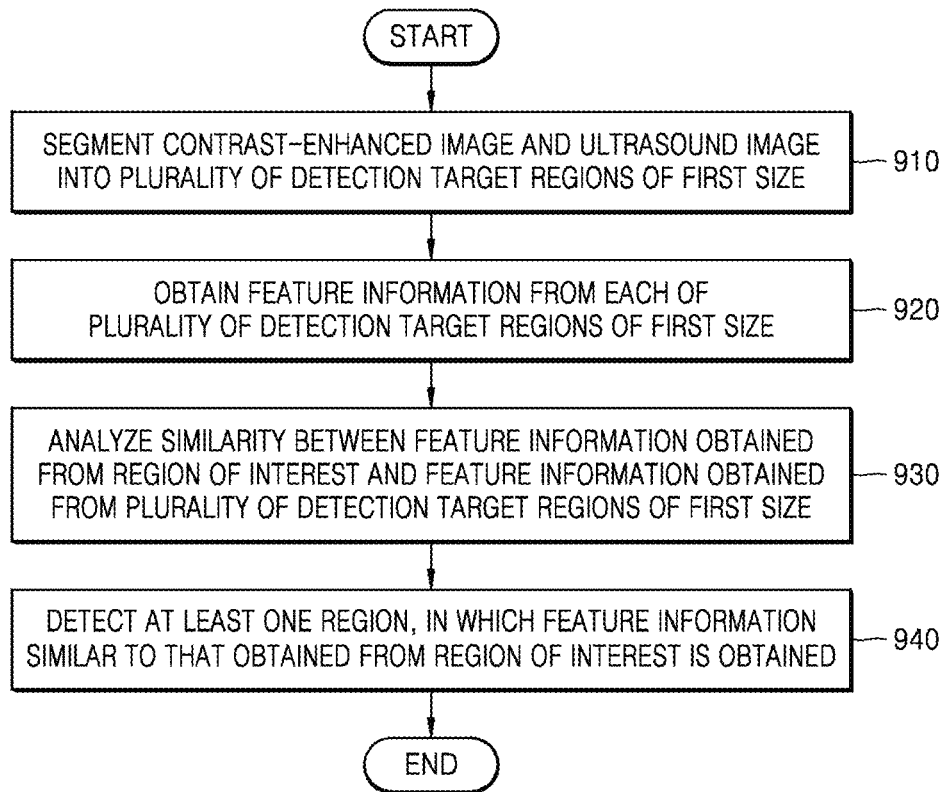 START
SEGMENT CONTRAST-ENHANCED IMAGE AND ULTRASOUND IMAGE
INTO PLURALITY OF DETECTION TARGET REGIONS OF FIRST SIZE
910
OBTAIN FEATURE INFORMATION FROM EACH OF
PLURALITY OF DETECTION TARGET REGIONS OF FIRST SIZE
920
ANALYZE SIMILARITY BETWEEN FEATURE INFORMATION OBTAINED
FROM REGION OF INTEREST AND FEATURE INFORMATION OBTAINED
FROM PLURALITY OF DETECTION TARGET REGIONS OF FIRST SIZE
930
DETECT AT LEAST ONE REGION, IN WHICH FEATURE INFORMATION
SIMILAR TO THAT OBTAINED FROM REGION OF INTEREST IS OBTAINED
940
END